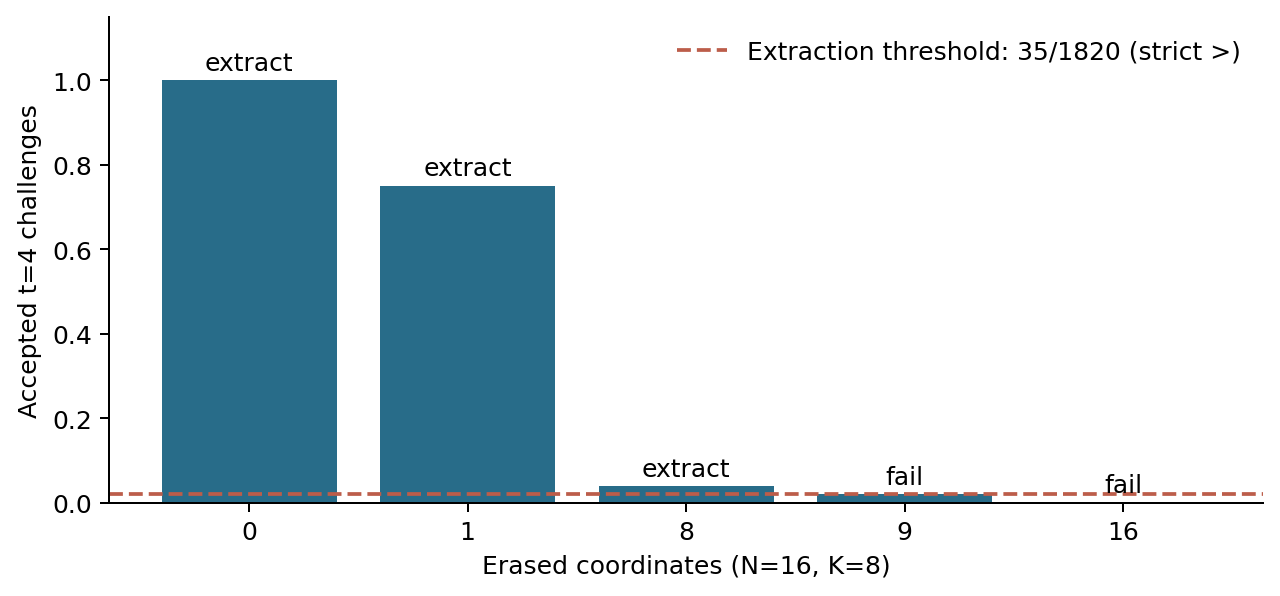 Extraction threshold: 35/1820 (strict >)
extract
extract
extract
fail
fail
Accepted t=4 challenges
1.0
0.8
0.6
0.4
0.2
0.0
0 1 8 9 16
Erased coordinates (N=16, K=8)